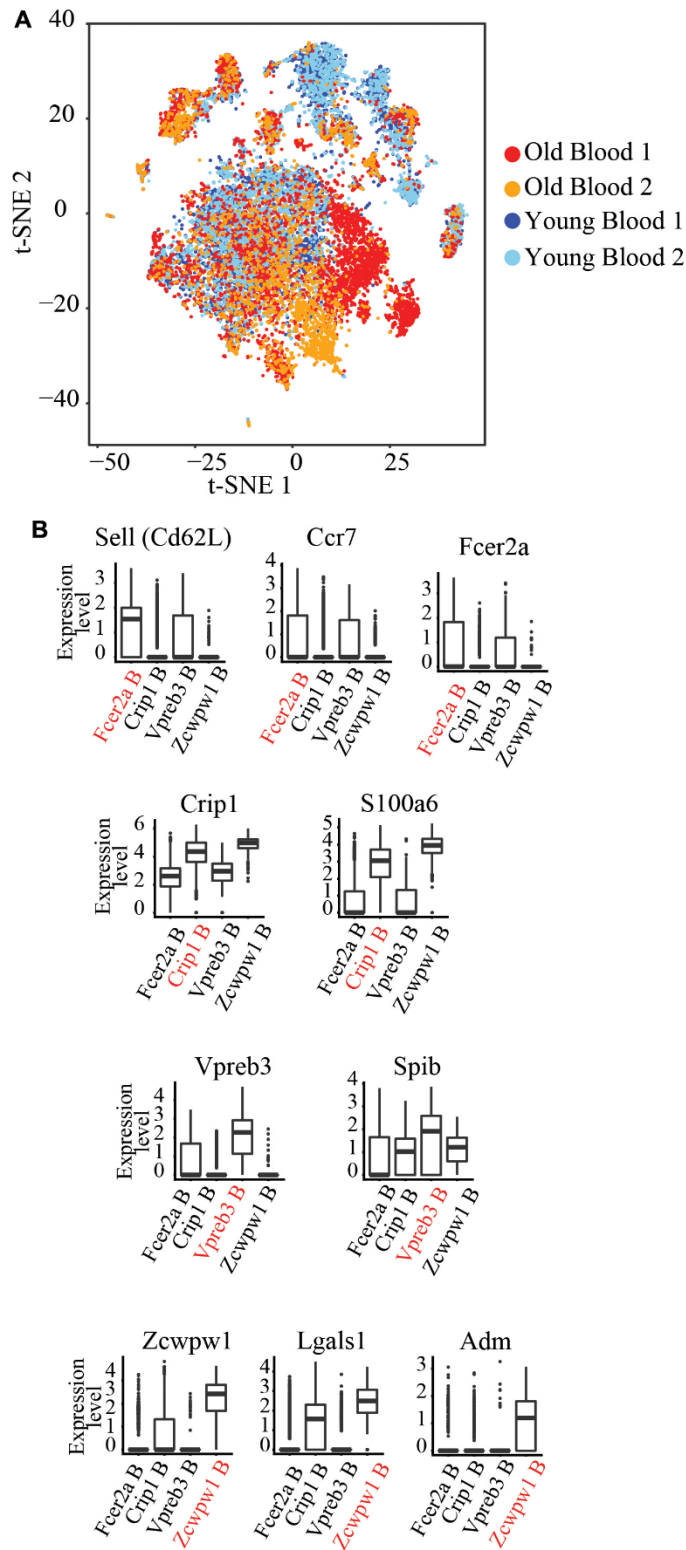 A
40
20
0
−20
−40
t-SNE 2
−50
−25
0
25
t-SNE 1
Old Blood 1
Old Blood 2
Young Blood 1
Young Blood 2
B
Sell (Cd62L)
Ccr7
Fcer2a
Expression level
3
2
1
0
3
2
1
0
3
2
1
0
Fcer2a B
Crip1 B
Vpreb3 B
Zcwpw1 B
Fcer2a B
Crip1 B
Vpreb3 B
Zcwpw1 B
Fcer2a B
Crip1 B
Vpreb3 B
Zcwpw1 B
Crip1
S100a6
Expression level
6
4
2
0
5
4
3
2
1
0
Fcer2a B
Crip1 B
Vpreb3 B
Zcwpw1 B
Fcer2a B
Crip1 B
Vpreb3 B
Zcwpw1 B
Vpreb3
Spib
Expression level
4
3
2
1
0
4
3
2
1
0
Fcer2a B
Crip1 B
Vpreb3 B
Zcwpw1 B
Fcer2a B
Crip1 B
Vpreb3 B
Zcwpw1 B
Zcwpw1
Lgals1
Adm
Expression level
3
2
1
0
4
3
2
1
0
3
2
1
0
Fcer2a B
Crip1 B
Vpreb3 B
Zcwpw1 B
Fcer2a B
Crip1 B
Vpreb3 B
Zcwpw1 B
Fcer2a B
Crip1 B
Vpreb3 B
Zcwpw1 B